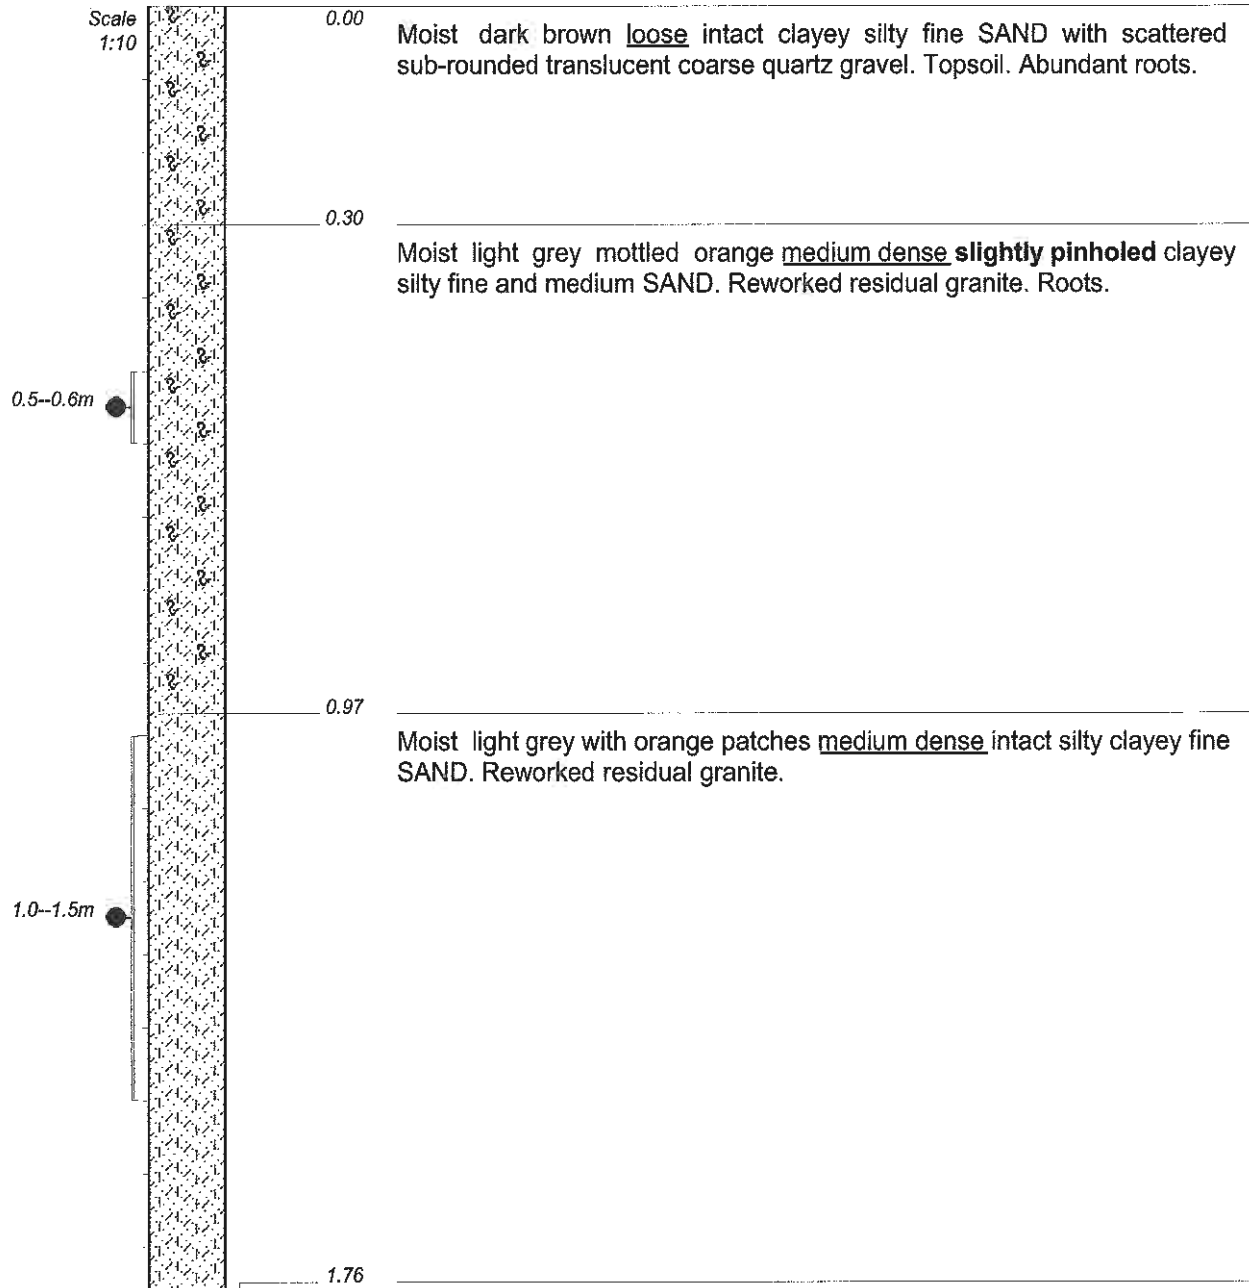 Scale
1:10
0.00
Moist dark brown loose intact clayey silty fine SAND with scattered
sub-rounded translucent coarse quartz gravel. Topsoil. Abundant roots.
0.30
Moist light grey mottled orange medium dense slightly pinholed clayey
silty fine and medium SAND. Reworked residual granite. Roots.
0.5--0.6m
0.97
Moist light grey with orange patches medium dense intact silty clayey fine
SAND. Reworked residual granite.
1.0--1.5m
1.76